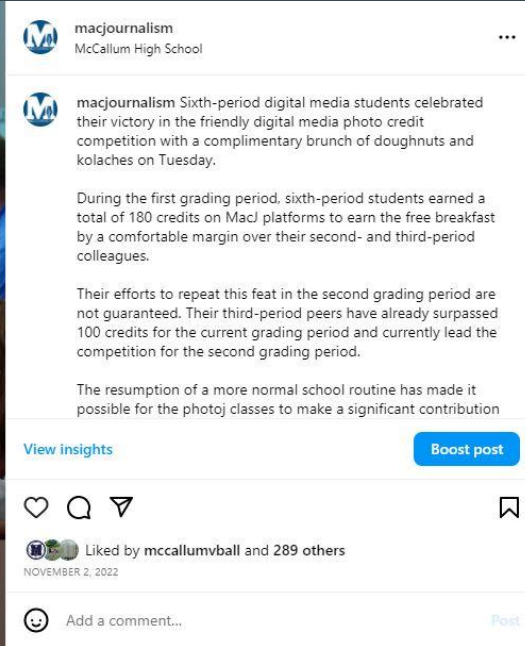 macjournalism
McCallum High School
macjournalism Sixth-period digital media students celebrated
their victory in the friendly digital media photo credit
competition with a complimentary brunch of doughnuts and
kolaches on Tuesday.
During the first grading period, sixth-period students earned a
total of 180 credits on MacJ platforms to earn the free breakfast
by a comfortable margin over their second- and third-period
colleagues.
Their efforts to repeat this feat in the second grading period are
not guaranteed. Their third-period peers have already surpassed
100 credits for the current grading period and currently lead the
competition for the second grading period.
The resumption of a more normal school routine has made it
possible for the photoj classes to make a significant contribution
View insights
Boost post
Liked by mccallumvball and 289 others
NOVEMBER 2, 2022
Add a comment...
Post